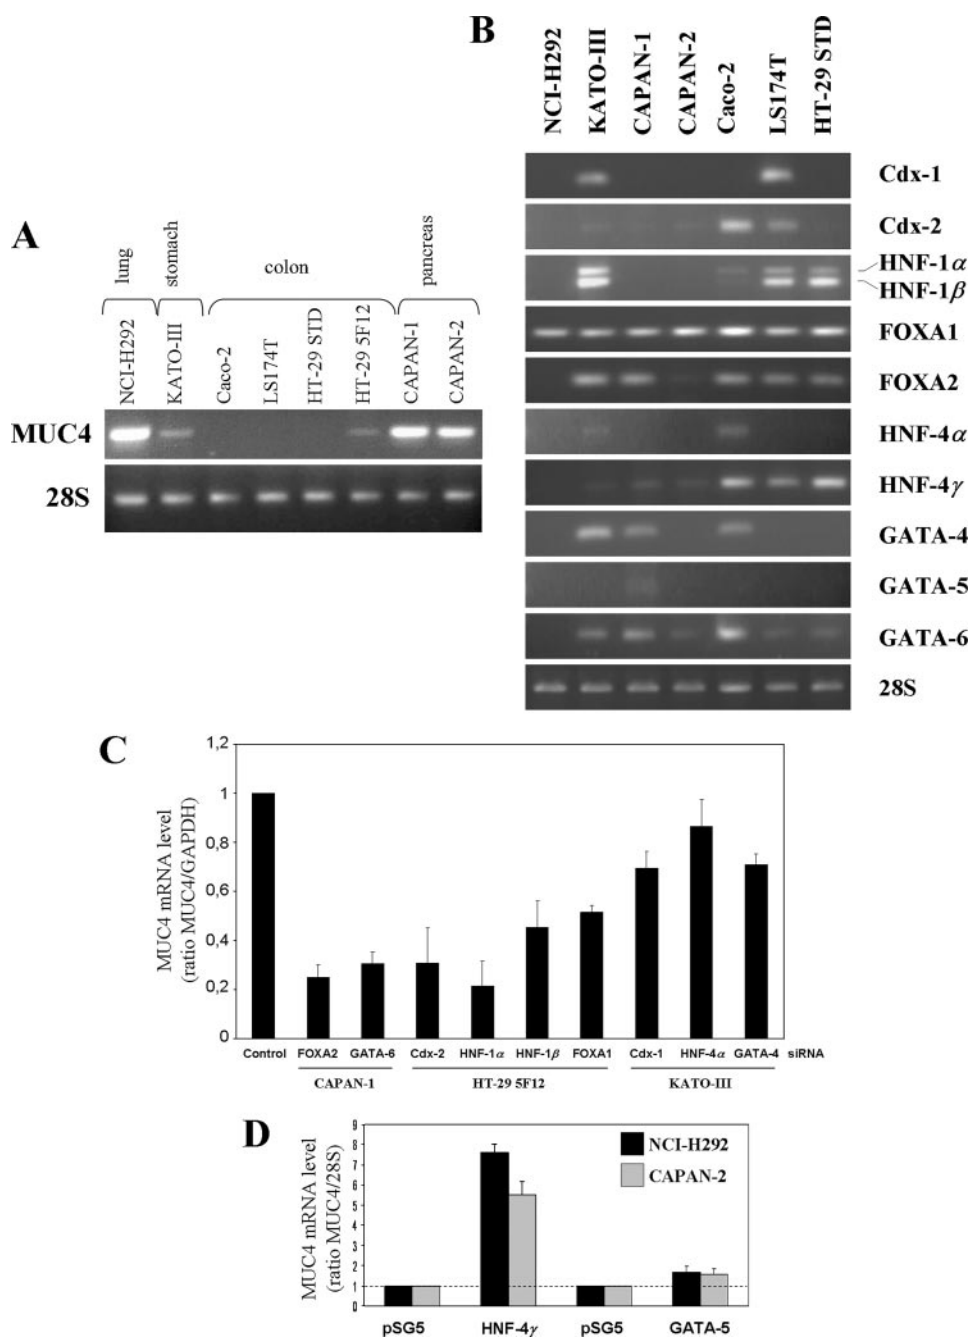 B
NCI-H292
KATO-III
CAPAN-1
CAPAN-2
Caco-2
LS174T
HT-29 STD
Cdx-1
Cdx-2
HNF-1α
HNF-1β
FOXA1
FOXA2
HNF-4α
HNF-4γ
GATA-4
GATA-5
GATA-6
28S
A
lung
stomach
colon
pancreas
NCI-H292
KATO-III
Caco-2
LS174T
HT-29 STD
HT-29 5F12
CAPAN-1
CAPAN-2
MUC4
28S
C
MUC4 mRNA level
(ratio MUC4/GAPDH)
1,2
1
0,8
0,6
0,4
0,2
0
Control FOXA2 GATA-6 Cdx-2 HNF-1α HNF-1β FOXA1 Cdx-1 HNF-4α GATA-4 siRNA
CAPAN-1 HT-29 5F12 KATO-III
D
MUC4 mRNA level
(ratio MUC4/28S)
9
8
7
6
5
4
3
2
1
0
NCI-H292
CAPAN-2
pSG5 HNF-4γ pSG5 GATA-5